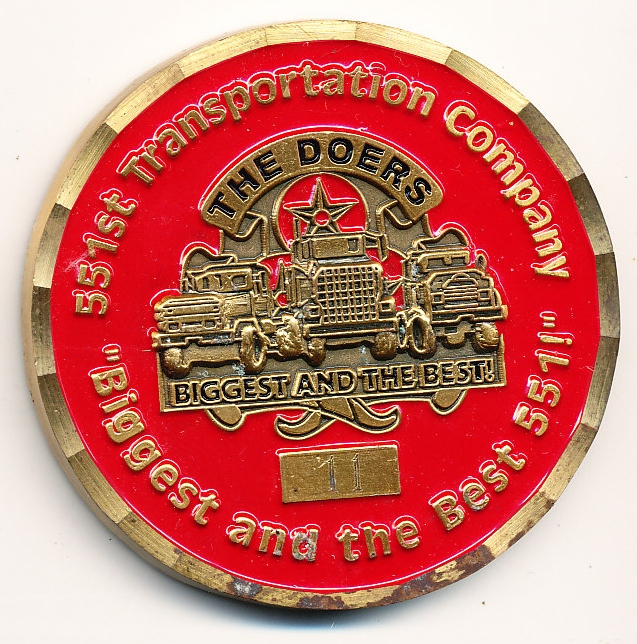 551st Transportation Company
THE DOERS
BIGGEST AND THE BEST!
'11
"Biggest and the Best 551!"